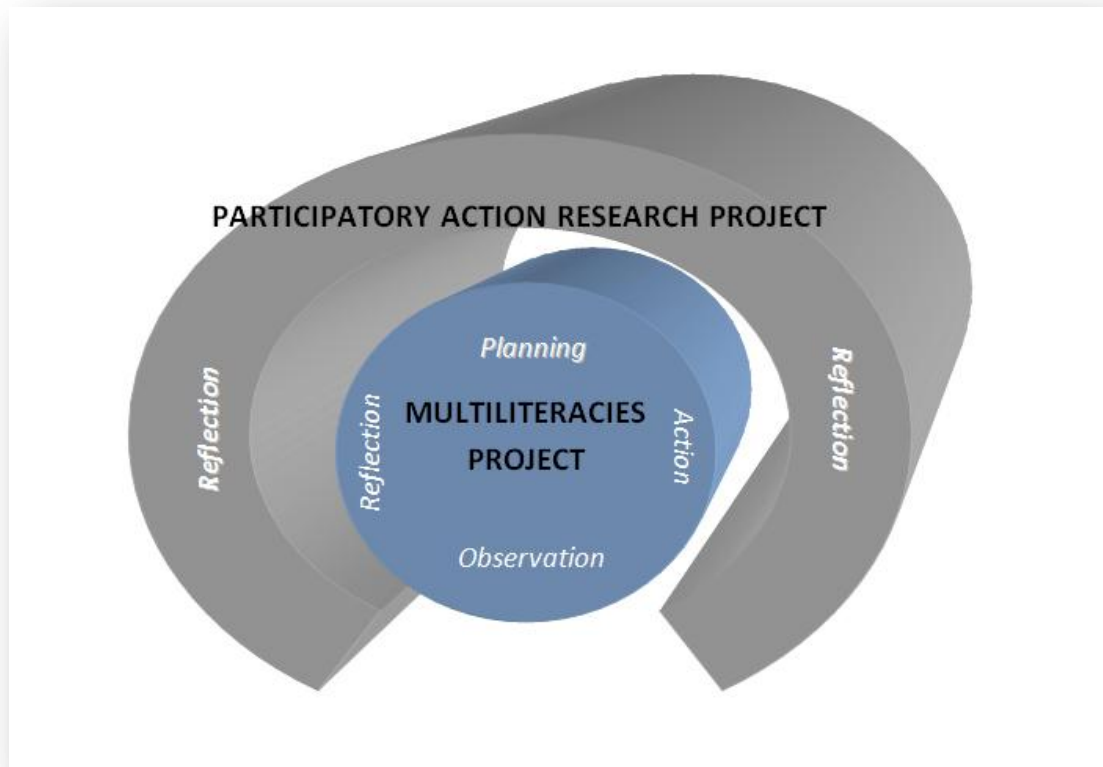 PARTICIPATORY ACTION RESEARCH PROJECT
Planning
Reflection
Reflection
MULTILITERACIES
PROJECT
Action
Reflection
Observation